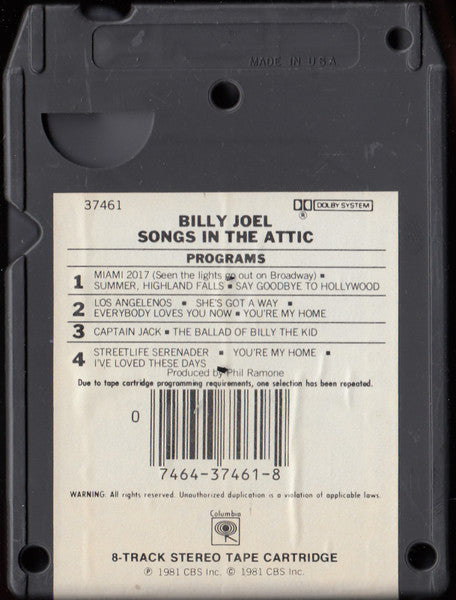 MADE IN USA
37461
DOLBY SYSTEM
®
BILLY JOEL
SONGS IN THE ATTIC
PROGRAMS
1 MIAMI 2017 (Seen the lights go out on Broadway) ▪
SUMMER, HIGHLAND FALLS ▪ SAY GOODBYE TO HOLLYWOOD
2 LOS ANGELENOS ▪ SHE'S GOT A WAY ▪
EVERYBODY LOVES YOU NOW ▪ YOU'RE MY HOME
3 CAPTAIN JACK ▪ THE BALLAD OF BILLY THE KID
4 STREETLIFE SERENADER ▪ YOU'RE MY HOME ▪
I'VE LOVED THESE DAYS
Produced by Phil Ramone
Due to tape cartridge programming requirements, one selection has been repeated.
0
7464-37461-8
WARNING: All rights reserved. Unauthorized duplication is a violation of applicable laws.
Columbia
8-TRACK STEREO TAPE CARTRIDGE
℗ 1981 CBS Inc. © 1981 CBS Inc.